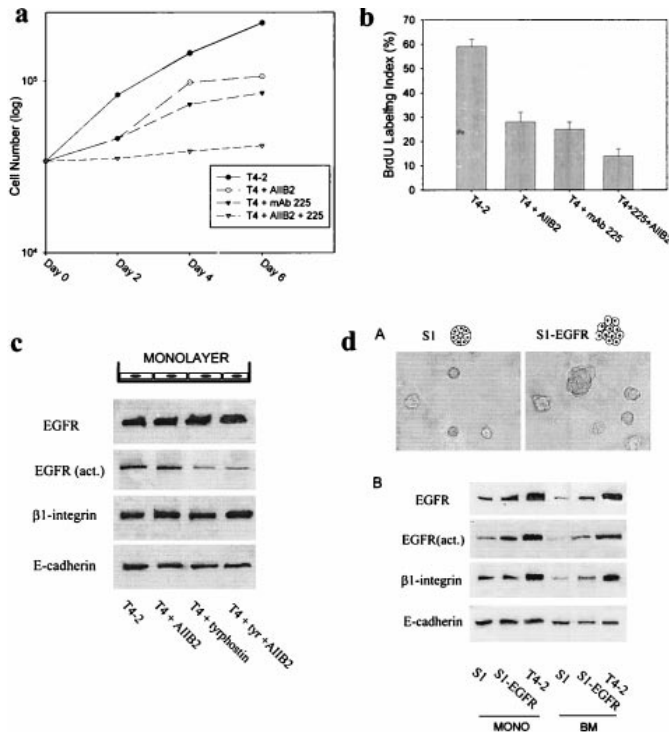 a
Cell Number (log)
10⁵
10⁴
Day 0
Day 2
Day 4
Day 6
T4-2
T4 + AIIB2
T4 + mAb 225
T4 + AIIB2 + 225
b
BrdU Labeling Index (%)
70
60
50
40
30
20
10
0
T4-2
T4 + AIIB2
T4 + mAb 225
T4+225+AIIB2
c
MONOLAYER
EGFR
EGFR (act.)
β1-integrin
E-cadherin
T4-2
T4 + AIIB2
T4 + tyrphostin
T4 + tyr +AIIB2
d
A
S1
S1-EGFR
B
EGFR
EGFR(act.)
β1-integrin
E-cadherin
S1
S1-EGFR
T4-2
S1
S1-EGFR
T4-2
MONO
BM